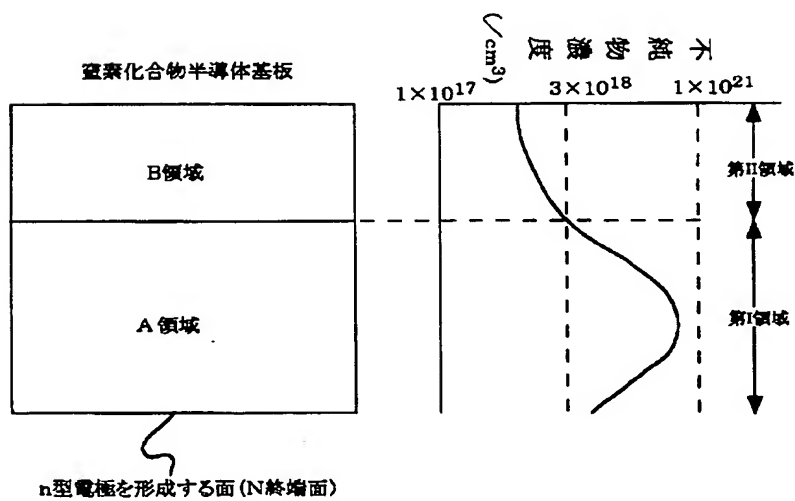 窒素化合物半導体基板
B領域
A領域
n型電極を形成する面(N終端面)
不純物濃度
(/cm³)
1×10¹⁷
3×10¹⁸
1×10²¹
第II領域
第I領域